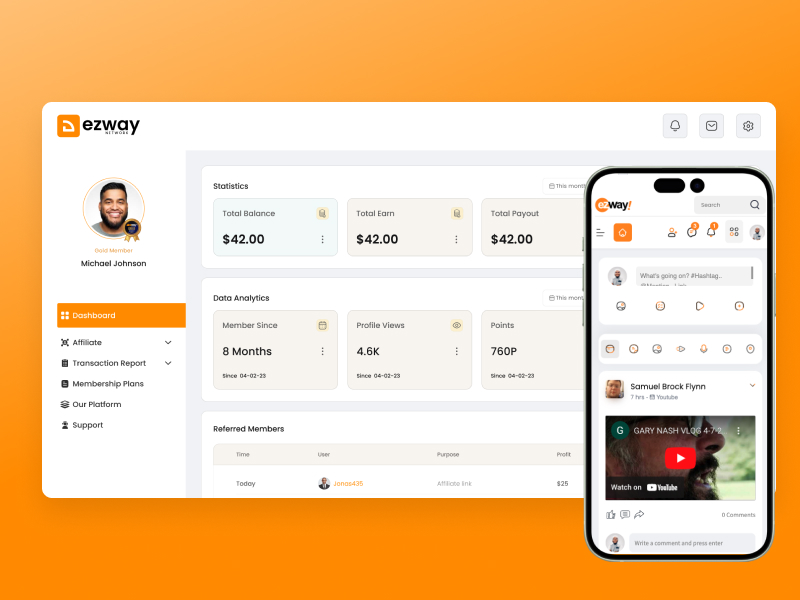 ezway
NETWORK
Gold Member
Michael Johnson
Dashboard
Affiliate
Transaction Report
Membership Plans
Our Platform
Support
Statistics
This month
Total Balance
$42.00
Total Earn
$42.00
Total Payout
$42.00
Data Analytics
This mont
Member Since
8 Months
Since 04-02-23
Profile Views
4.6K
Since 04-02-23
Points
760P
Since 04-02-23
Referred Members
Time User Purpose Profit
Today Jonas435 Affiliate link $25
ezway!
Search
What's going on? #Hashtag..
@Mention.. Link..
Samuel Brock Flynn
7 hrs - Youtube
G GARY NASH VLOG 4-7-2...
Watch on YouTube
0 Comments
Write a comment and press enter